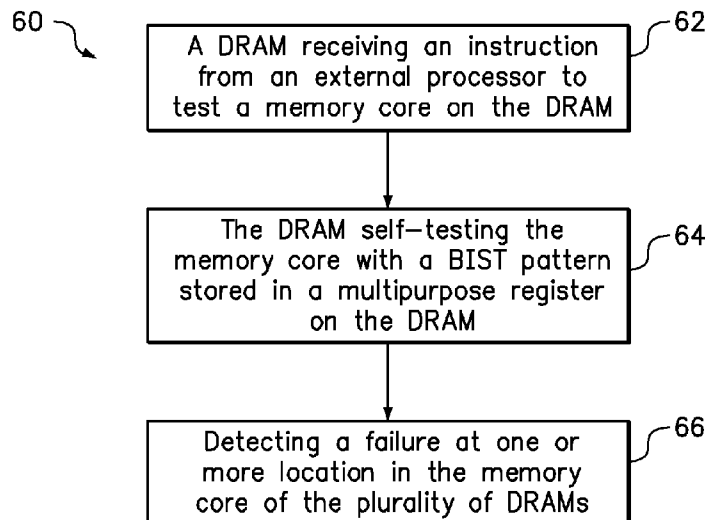 60
62
A DRAM receiving an instruction
from an external processor to
test a memory core on the DRAM
64
The DRAM self-testing the
memory core with a BIST pattern
stored in a multipurpose register
on the DRAM
66
Detecting a failure at one or
more location in the memory
core of the plurality of DRAMs